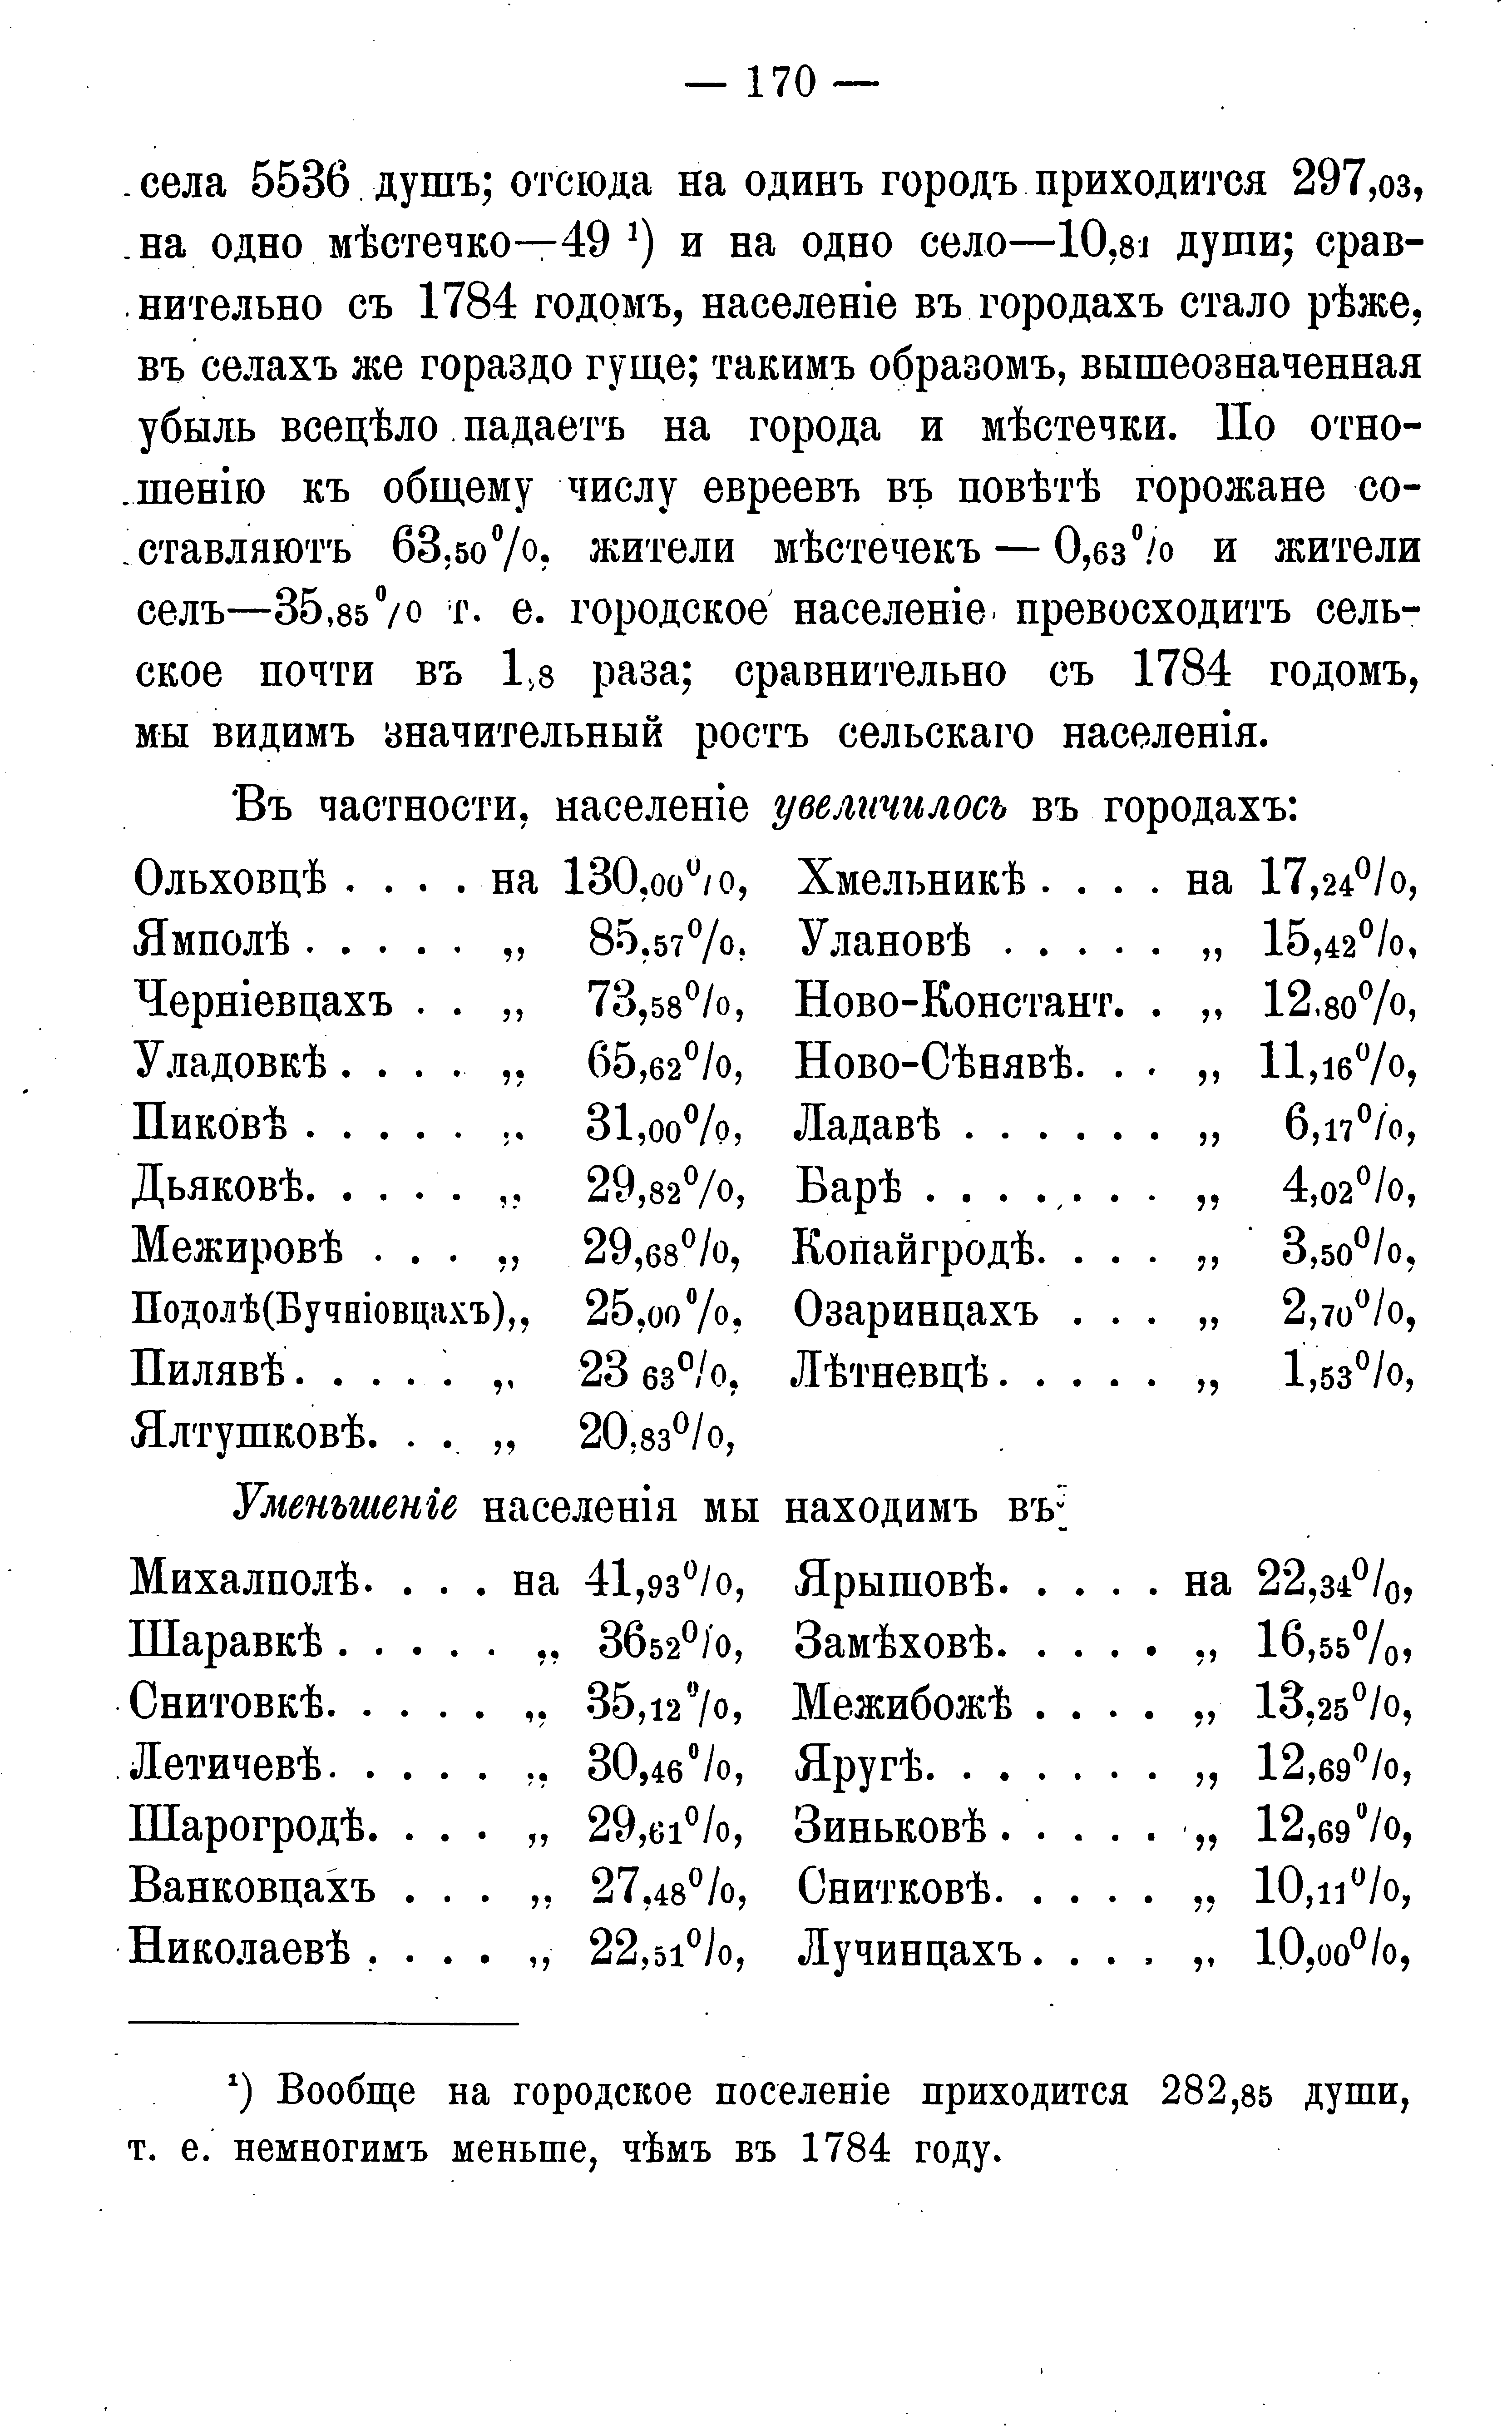 — 170 —
села 5536 душъ; отсюда на одинъ городъ приходится 297,03,
на одно мѣстечко—49 ¹) и на одно село—10,81 души; срав-
нительно съ 1784 годомъ, населеніе въ городахъ стало рѣже,
въ селахъ же гораздо гуще; такимъ образомъ, вышеозначенная
убыль всецѣло падаетъ на города и мѣстечки. По отно-
шенію къ общему числу евреевъ въ повѣтѣ горожане со-
ставляютъ 63,50%, жители мѣстечекъ — 0,63% и жители
селъ—35,85% т. е. городское населеніе превосходитъ сель-
ское почти въ 1,8 раза; сравнительно съ 1784 годомъ,
мы видимъ значительный ростъ сельскаго населенія.
Въ частности, населеніе увеличилось въ городахъ:
Ольховцѣ . . . . на 130,00%, Хмельникѣ . . . . на 17,24%,
Ямполѣ . . . . . „ 85,57%, Улановѣ . . . . . „ 15,42%,
Черніевцахъ . . „ 73,58%, Ново-Констант. . „ 12,80%,
Уладовкѣ . . . . „ 65,62%, Ново-Сѣнявѣ. . . „ 11,16%,
Пиковѣ . . . . . „ 31,00%, Ладавѣ . . . . . . „ 6,17%,
Дьяковѣ. . . . . „ 29,82%, Барѣ . . . . . . . „ 4,02%,
Межировѣ . . . „ 29,68%, Копайгродѣ. . . . „ 3,50%,
Подолѣ(Бучніовцахъ)„ 25,00%, Озаринцахъ . . . „ 2,70%,
Пилявѣ. . . . . „ 23 63%, Лѣтневцѣ. . . . . „ 1,53%,
Ялтушковѣ. . . „ 20,83%,
Уменьшеніе населенія мы находимъ въ:
Михалполѣ. . . . на 41,93%, Ярышовѣ. . . . . на 22,34%,
Шаравкѣ . . . . . „ 3652%, Замѣховѣ. . . . . „ 16,55%,
Снитовкѣ. . . . . „ 35,12%, Межибожѣ . . . . „ 13,25%,
Летичевѣ. . . . . „ 30,46%, Яругѣ. . . . . . . „ 12,69%,
Шарогродѣ. . . . „ 29,61%, Зиньковѣ . . . . . „ 12,69%,
Ванковцахъ . . . „ 27,48%, Снитковѣ. . . . . „ 10,11%,
Николаевѣ . . . . „ 22,51%, Лучинцахъ . . . . „ 10,00%,
¹) Вообще на городское поселеніе приходится 282,85 души,
т. е. немногимъ меньше, чѣмъ въ 1784 году.